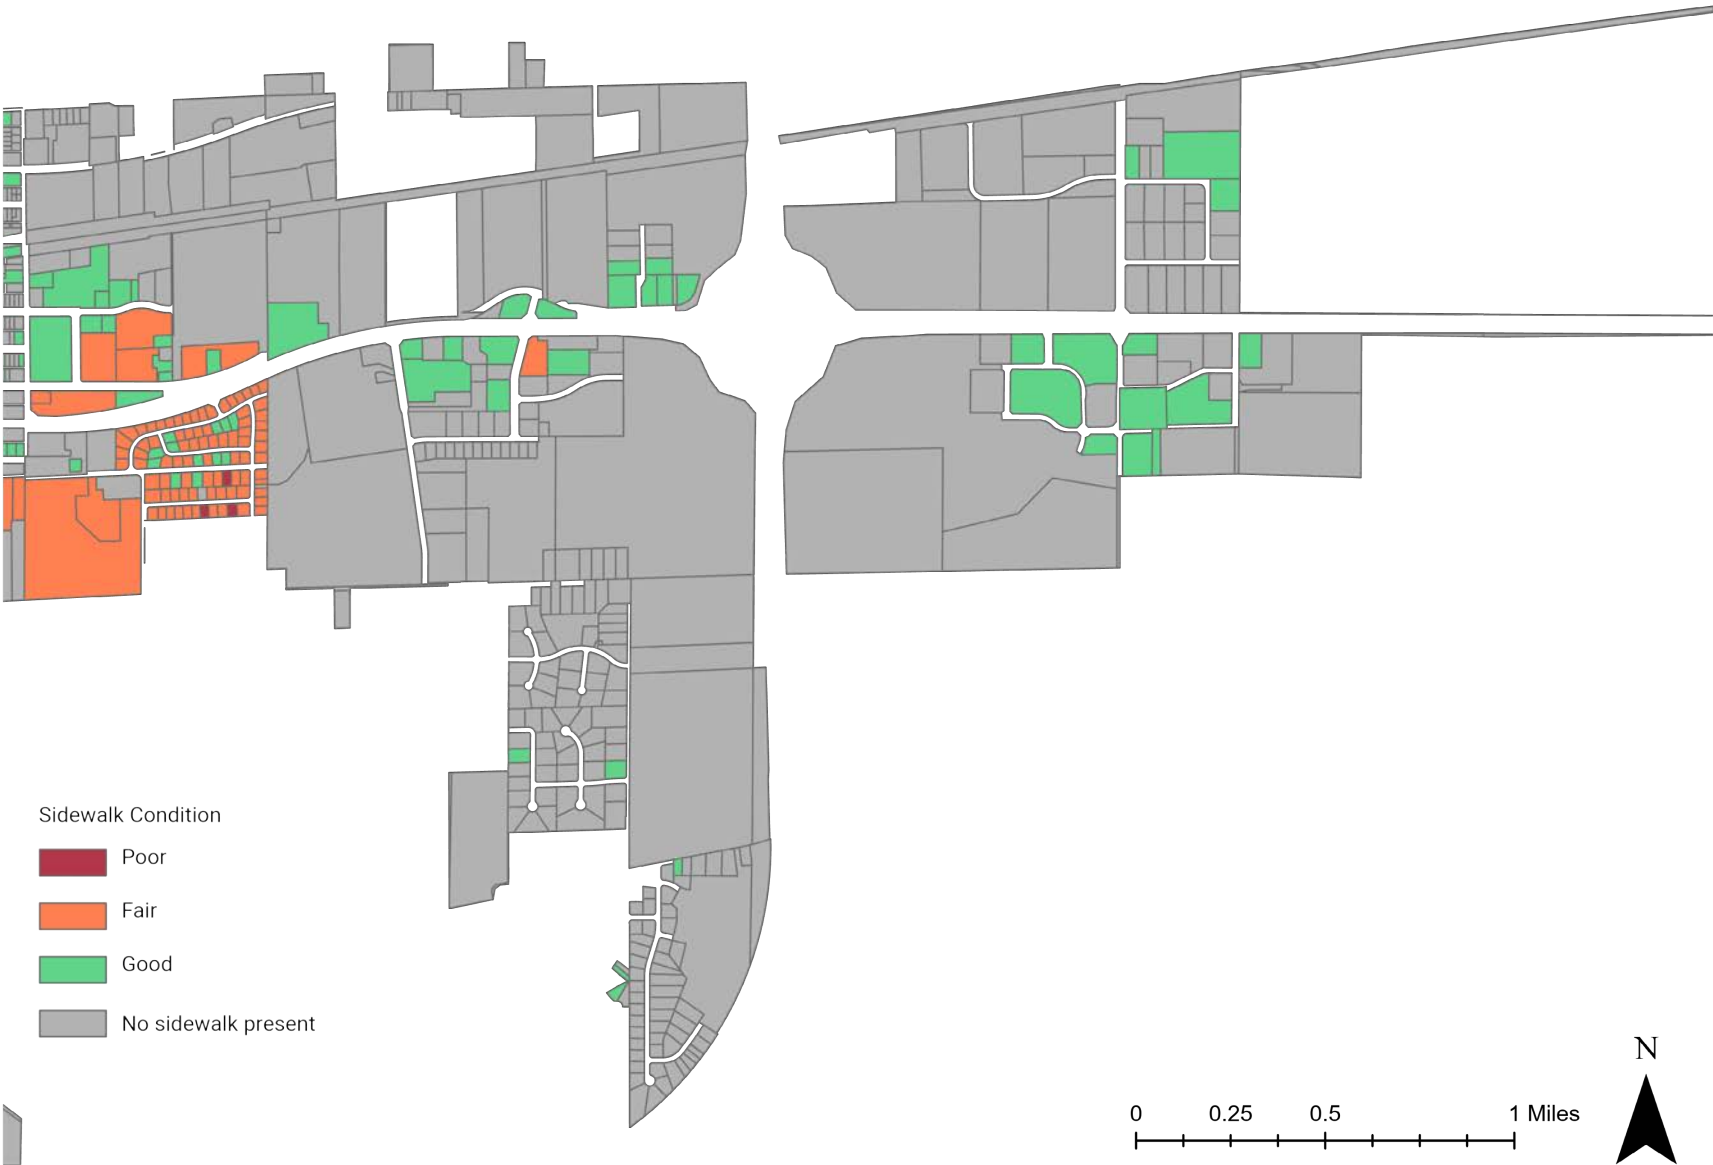 Sidewalk Condition
Poor
Fair
Good
No sidewalk present
N
0 0.25 0.5 1 Miles